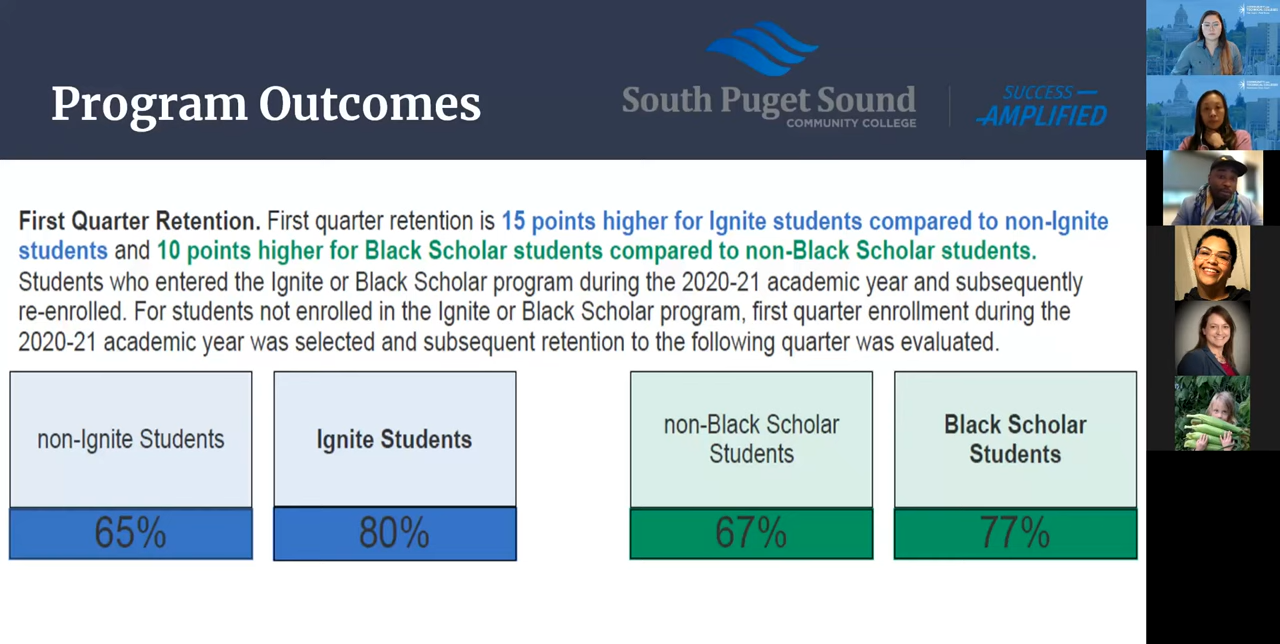 Program Outcomes
South Puget Sound
COMMUNITY COLLEGE
SUCCESS
AMPLIFIED
First Quarter Retention. First quarter retention is 15 points higher for Ignite students compared to non-Ignite
students and 10 points higher for Black Scholar students compared to non-Black Scholar students.
Students who entered the Ignite or Black Scholar program during the 2020-21 academic year and subsequently
re-enrolled. For students not enrolled in the Ignite or Black Scholar program, first quarter enrollment during the
2020-21 academic year was selected and subsequent retention to the following quarter was evaluated.
non-Ignite Students
65%
Ignite Students
80%
non-Black Scholar
Students
67%
Black Scholar
Students
77%